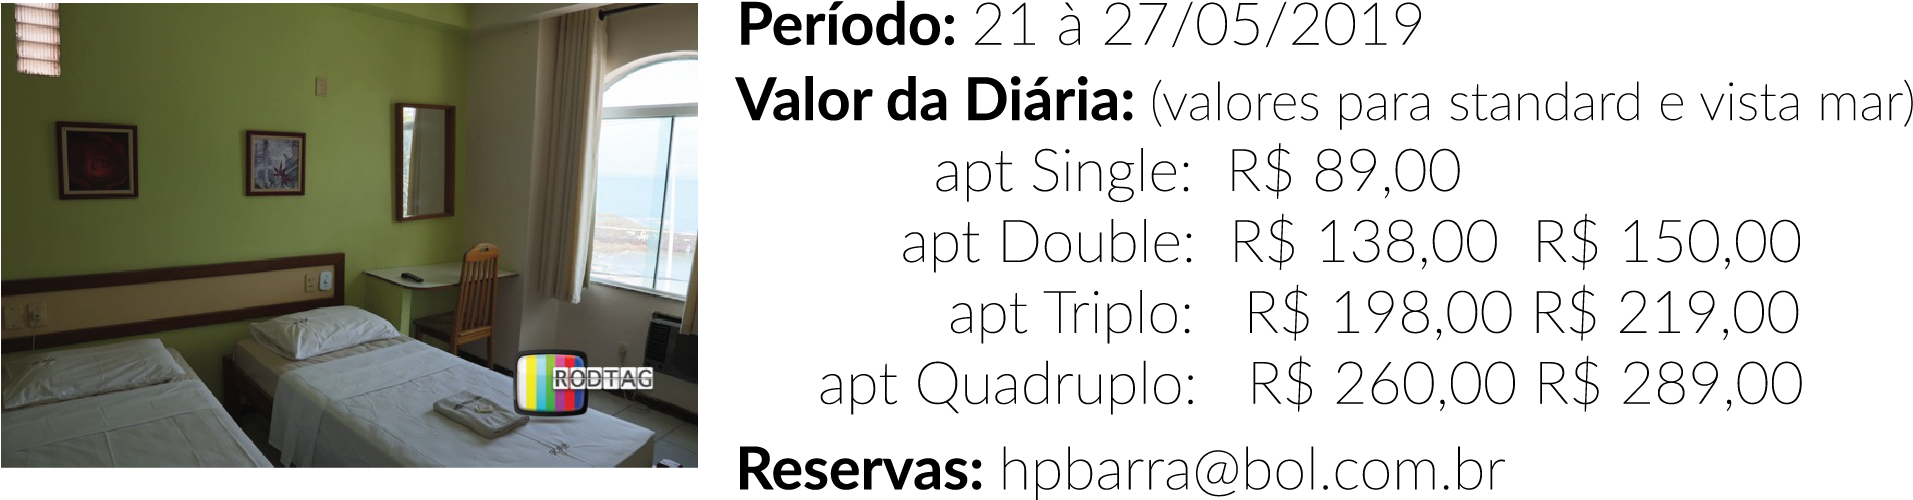 Período: 21 à 27/05/2019
Valor da Diária: (valores para standard e vista mar)
apt Single: R$ 89,00
apt Double: R$ 138,00 R$ 150,00
apt Triplo: R$ 198,00 R$ 219,00
apt Quadruplo: R$ 260,00 R$ 289,00
RODTAG
Reservas: hpbarra@bol.com.br